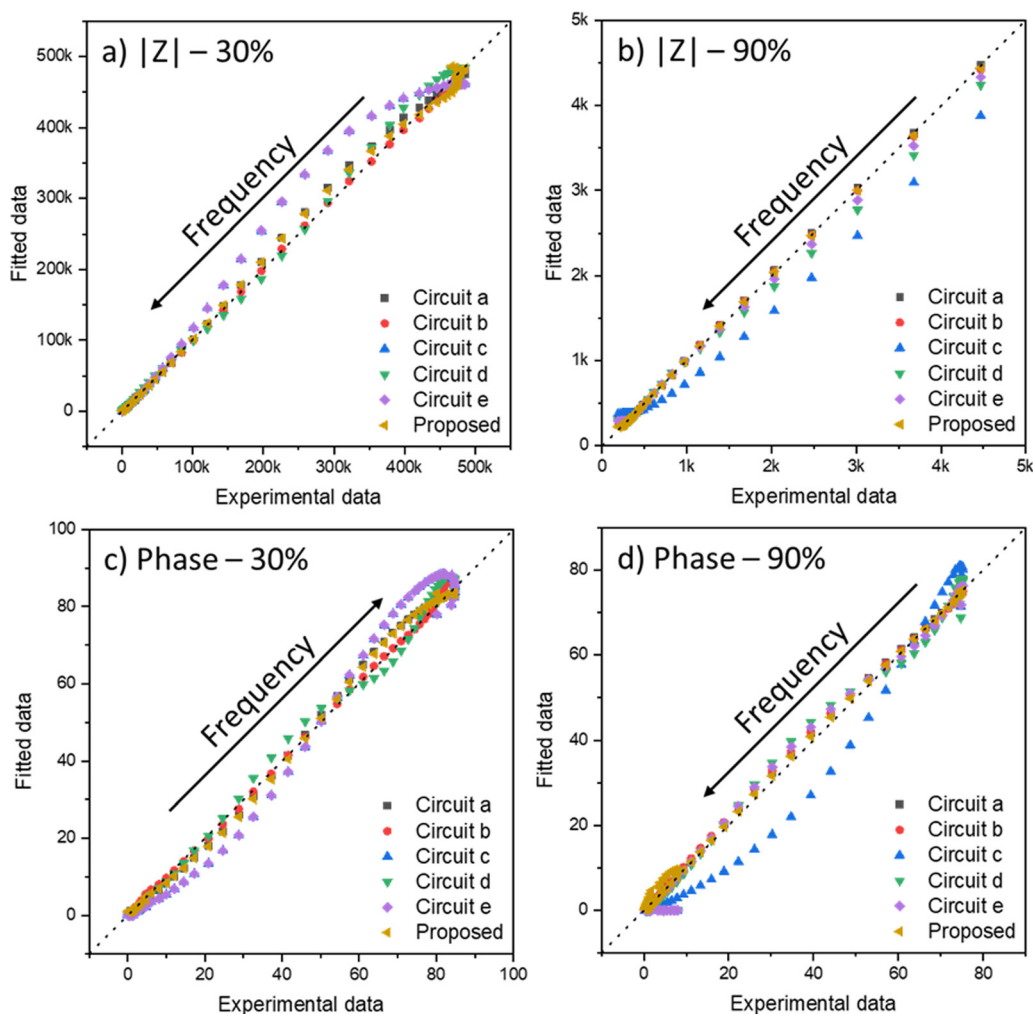 a) |Z| – 30%
Frequency
Fitted data
500k
400k
300k
200k
100k
0
Circuit a
Circuit b
Circuit c
Circuit d
Circuit e
Proposed
0 100k 200k 300k 400k 500k
Experimental data
b) |Z| – 90%
Frequency
Fitted data
5k
4k
3k
2k
1k
0
Circuit a
Circuit b
Circuit c
Circuit d
Circuit e
Proposed
0 1k 2k 3k 4k 5k
Experimental data
c) Phase – 30%
Frequency
Fitted data
100
80
60
40
20
0
Circuit a
Circuit b
Circuit c
Circuit d
Circuit e
Proposed
0 20 40 60 80 100
Experimental data
d) Phase – 90%
Frequency
Fitted data
80
60
40
20
0
Circuit a
Circuit b
Circuit c
Circuit d
Circuit e
Proposed
0 20 40 60 80
Experimental data